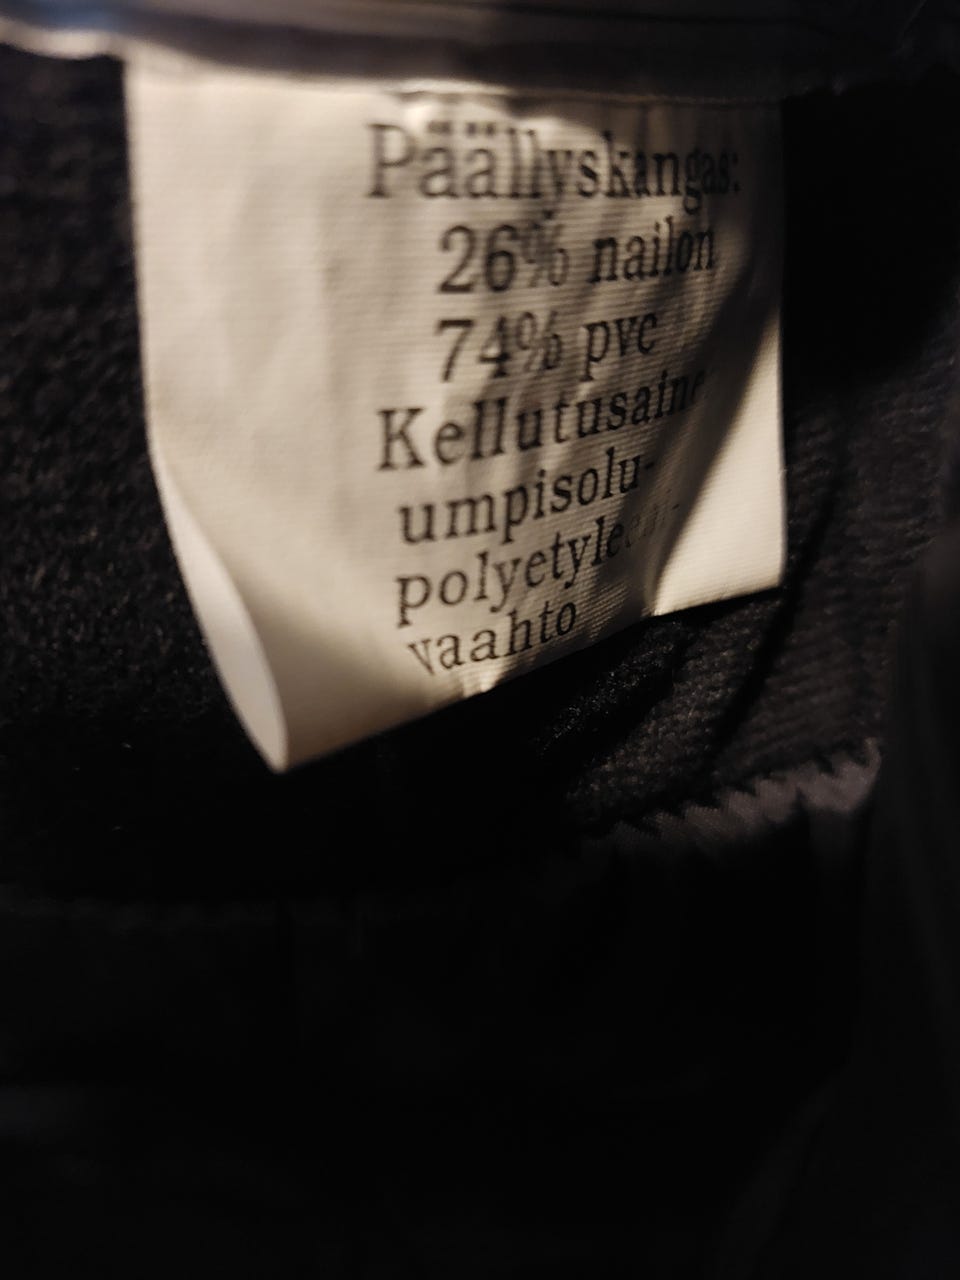 Päällyskangas:
26% nailon
74% pvc
Kellutusaine
umpisolu-
vaahto